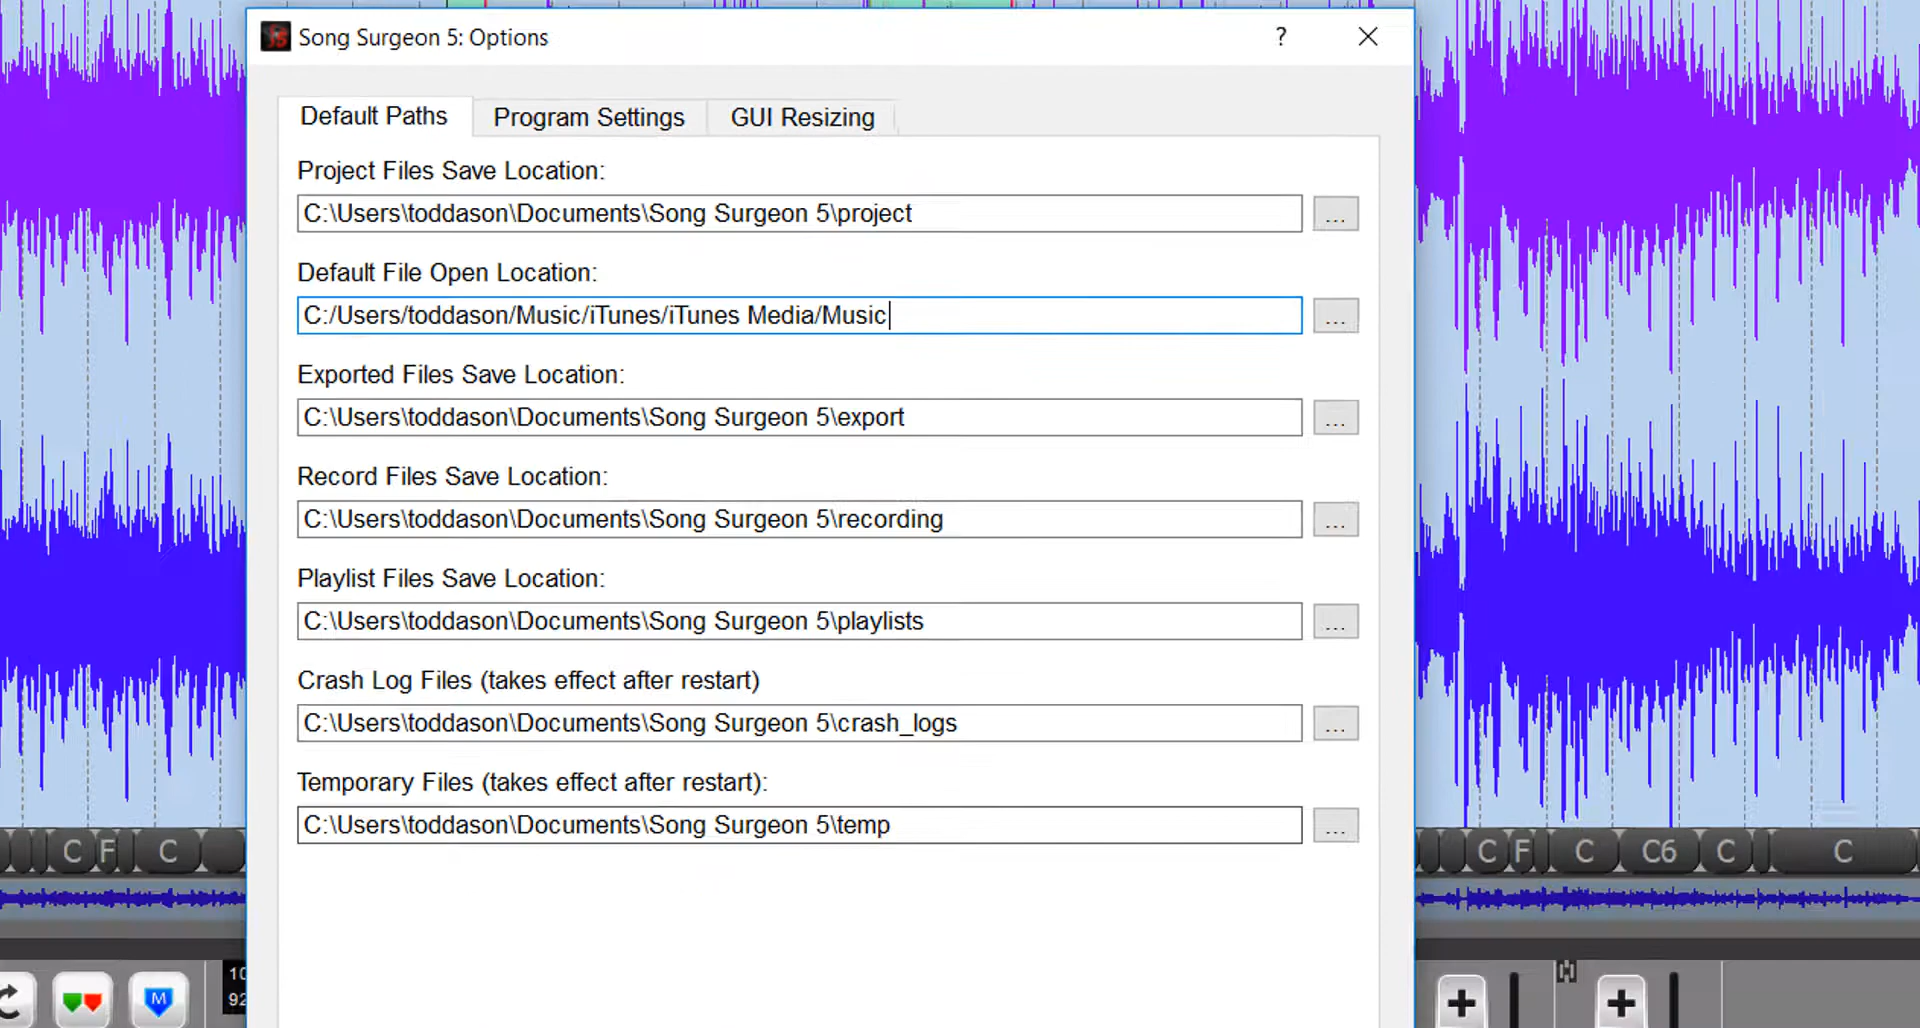 Song Surgeon 5: Options
?
Default Paths
Program Settings
GUI Resizing
Project Files Save Location:
C:\Users\toddason\Documents\Song Surgeon 5\project
...
Default File Open Location:
C:/Users/toddason/Music/iTunes/iTunes Media/Music
...
Exported Files Save Location:
C:\Users\toddason\Documents\Song Surgeon 5\export
...
Record Files Save Location:
C:\Users\toddason\Documents\Song Surgeon 5\recording
...
Playlist Files Save Location:
C:\Users\toddason\Documents\Song Surgeon 5\playlists
...
Crash Log Files (takes effect after restart)
C:\Users\toddason\Documents\Song Surgeon 5\crash_logs
...
Temporary Files (takes effect after restart):
C:\Users\toddason\Documents\Song Surgeon 5\temp
...
C F C
C F C C6 C C
M